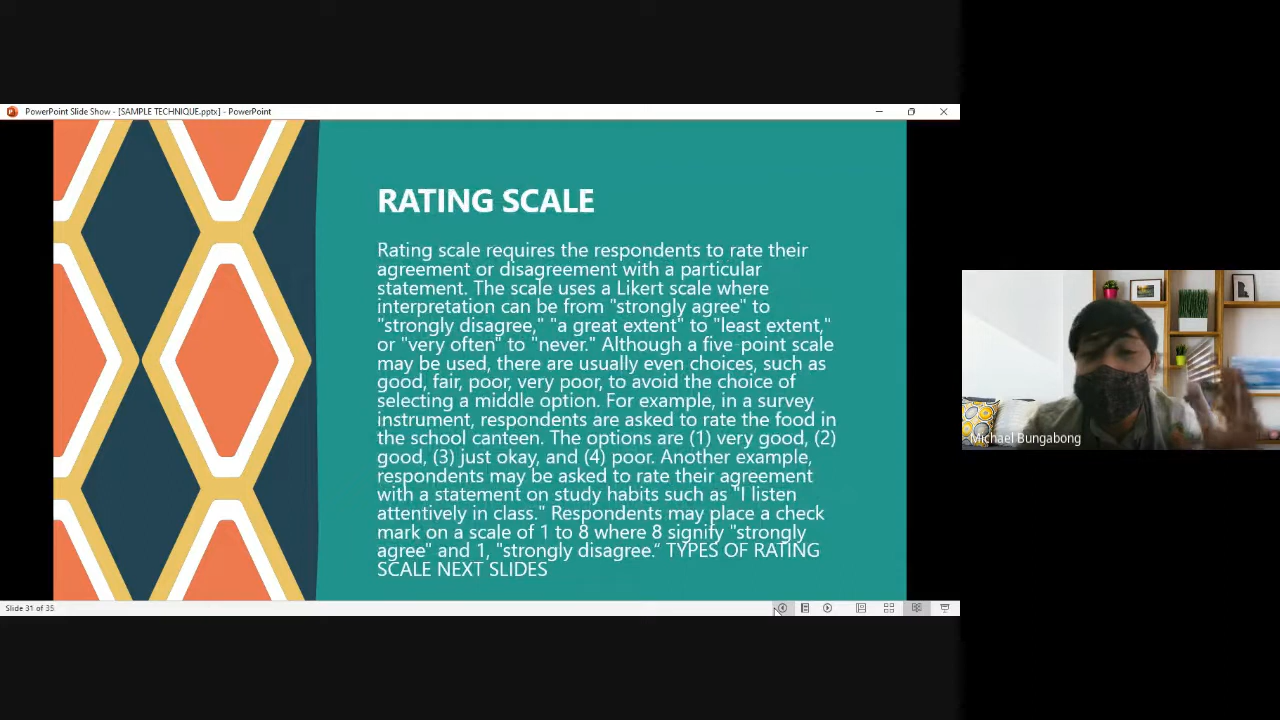 PowerPoint Slide Show - [SAMPLE TECHNIQUE.pptx] - PowerPoint
RATING SCALE
Rating scale requires the respondents to rate their
agreement or disagreement with a particular
statement. The scale uses a Likert scale where
interpretation can be from "strongly agree" to
"strongly disagree," "a great extent" to "least extent,"
or "very often" to "never." Although a five-point scale
may be used, there are usually even choices, such as
good, fair, poor, very poor, to avoid the choice of
selecting a middle option. For example, in a survey
instrument, respondents are asked to rate the food in
the school canteen. The options are (1) very good, (2)
good, (3) just okay, and (4) poor. Another example,
respondents may be asked to rate their agreement
with a statement on study habits such as "I listen
attentively in class." Respondents may place a check
mark on a scale of 1 to 8 where 8 signify "strongly
agree" and 1, "strongly disagree.“ TYPES OF RATING
SCALE NEXT SLIDES
Michael Bungabong
Slide 31 of 35